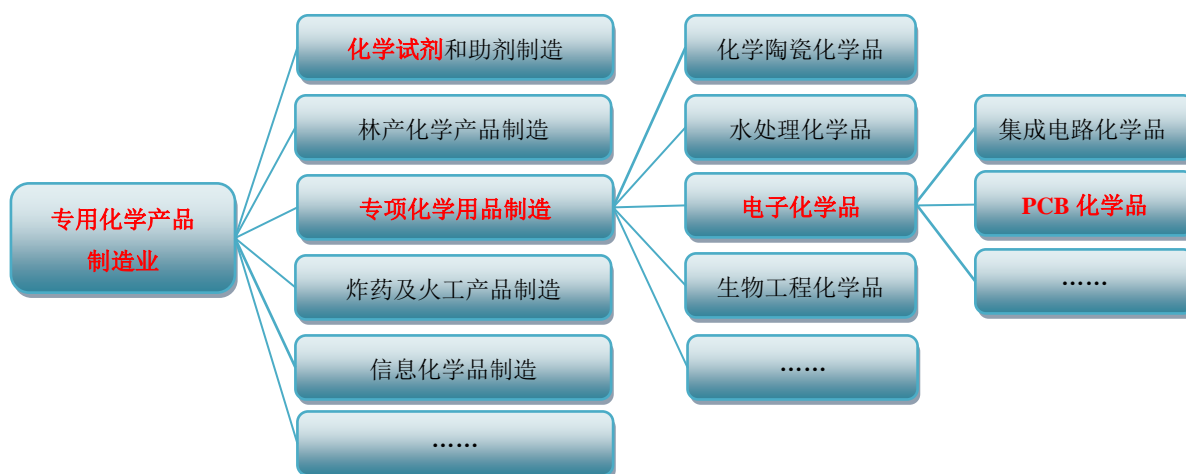 化学试剂和助剂制造
林产化学产品制造
专用化学产品
制造业
专项化学用品制造
炸药及火工产品制造
信息化学品制造
……
化学陶瓷化学品
水处理化学品
电子化学品
生物工程化学品
……
集成电路化学品
PCB 化学品
……